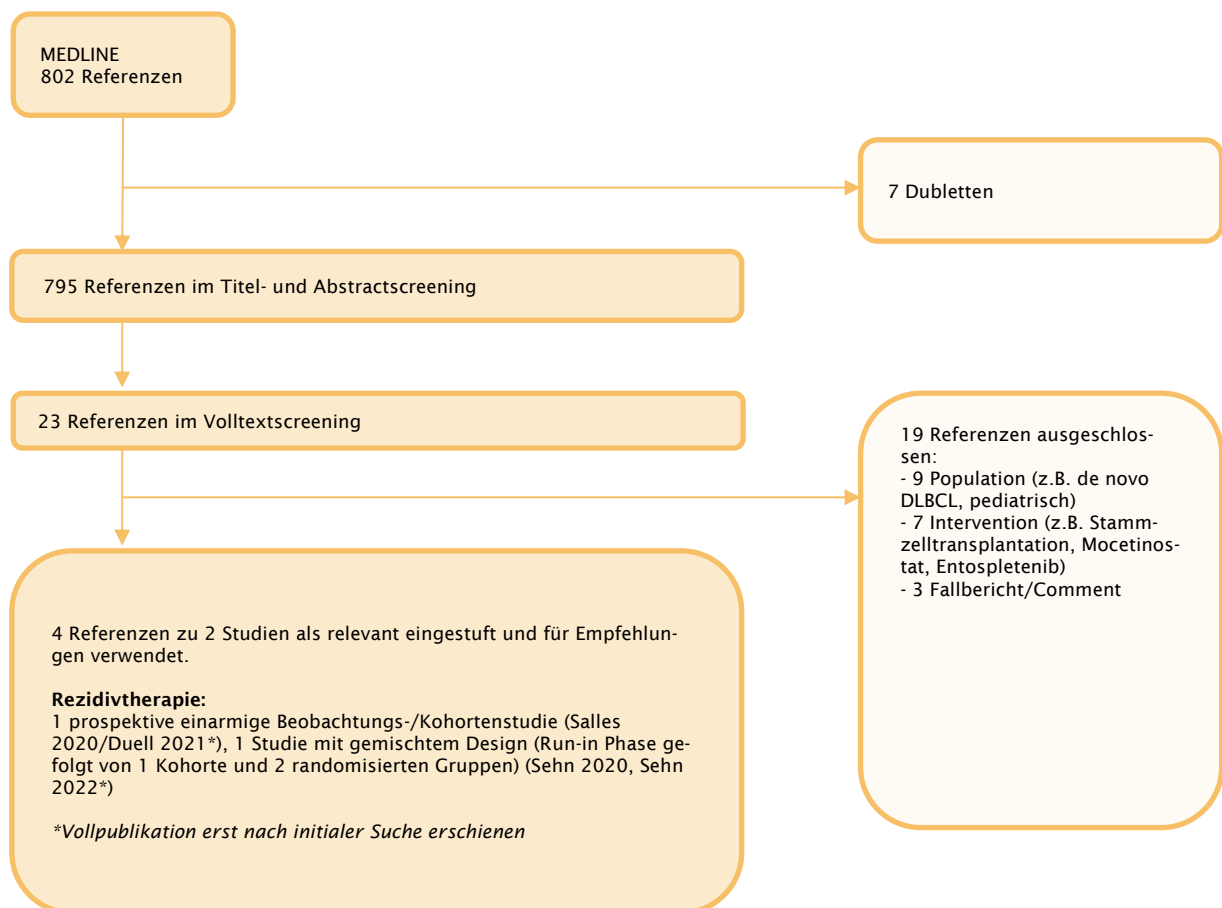 MEDLINE
802 Referenzen
7 Dubletten
795 Referenzen im Titel- und Abstractscreening
23 Referenzen im Volltextscreening
19 Referenzen ausgeschlos-
sen:
- 9 Population (z.B. de novo
DLBCL, pediatrisch)
- 7 Intervention (z.B. Stamm-
zelltransplantation, Mocetinos-
tat, Entospletenib)
- 3 Fallbericht/Comment
4 Referenzen zu 2 Studien als relevant eingestuft und für Empfehlun-
gen verwendet.
Rezidivtherapie:
1 prospektive einarmige Beobachtungs-/Kohortenstudie (Salles
2020/Duell 2021*), 1 Studie mit gemischtem Design (Run-in Phase ge-
folgt von 1 Kohorte und 2 randomisierten Gruppen) (Sehn 2020, Sehn
2022*)
*Vollpublikation erst nach initialer Suche erschienen